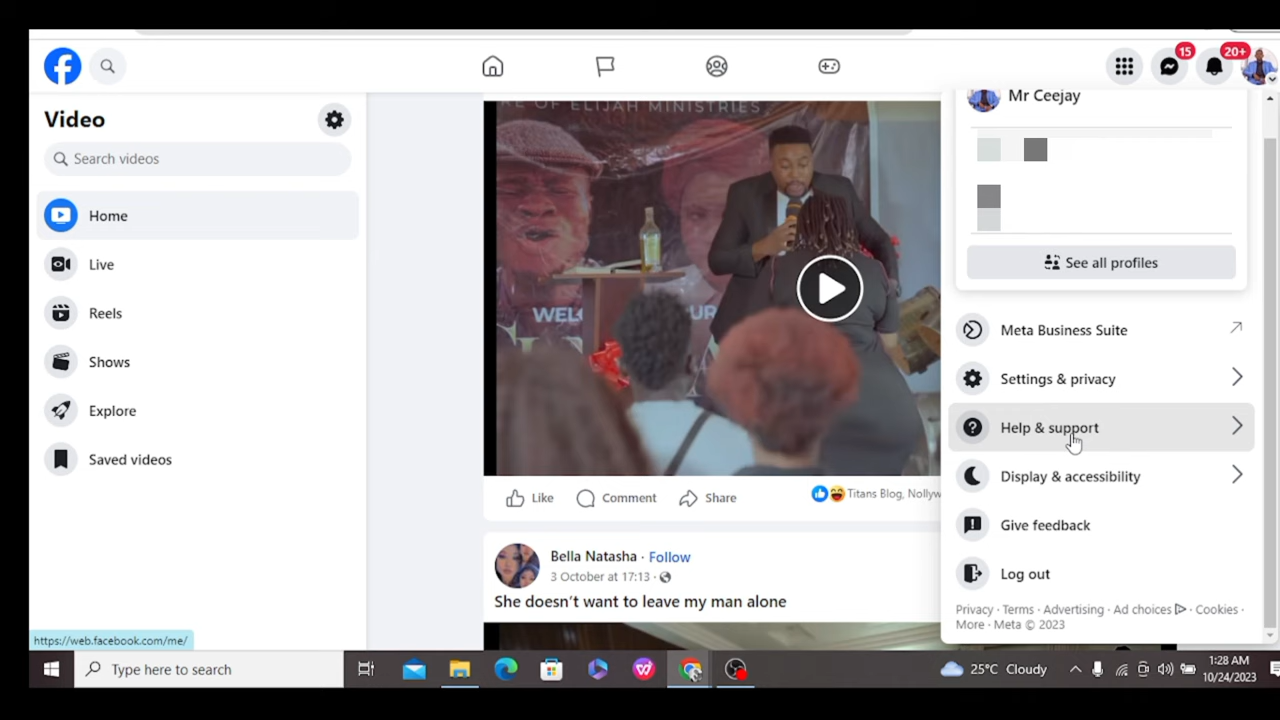 15
20+
Video
Search videos
Home
Live
Reels
Shows
Explore
Saved videos
RE OF ELIJAH MINISTRIES
Like
Comment
Share
Titans Blog, Nollyw
Bella Natasha · Follow
3 October at 17:13 ·
She doesn't want to leave my man alone
Mr Ceejay
See all profiles
Meta Business Suite
Settings & privacy
Help & support
Display & accessibility
Give feedback
Log out
Privacy · Terms · Advertising · Ad choices · Cookies ·
More · Meta © 2023
https://web.facebook.com/me/
Type here to search
25°C Cloudy
1:28 AM
10/24/2023